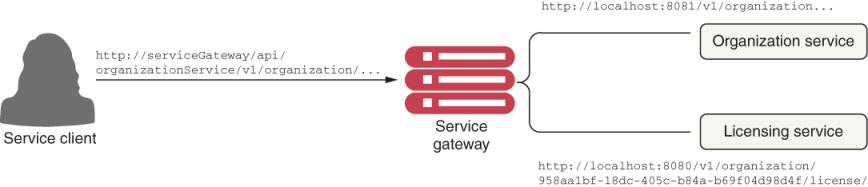 http://localhost:8081/v1/organization...
http://serviceGateway/api/
organizationService/v1/organization/...
Organization service
Service client
Service
gateway
Licensing service
http://localhost:8080/v1/organization/
958aa1bf-18dc-405c-b84a-b69f04d98d4f/license/